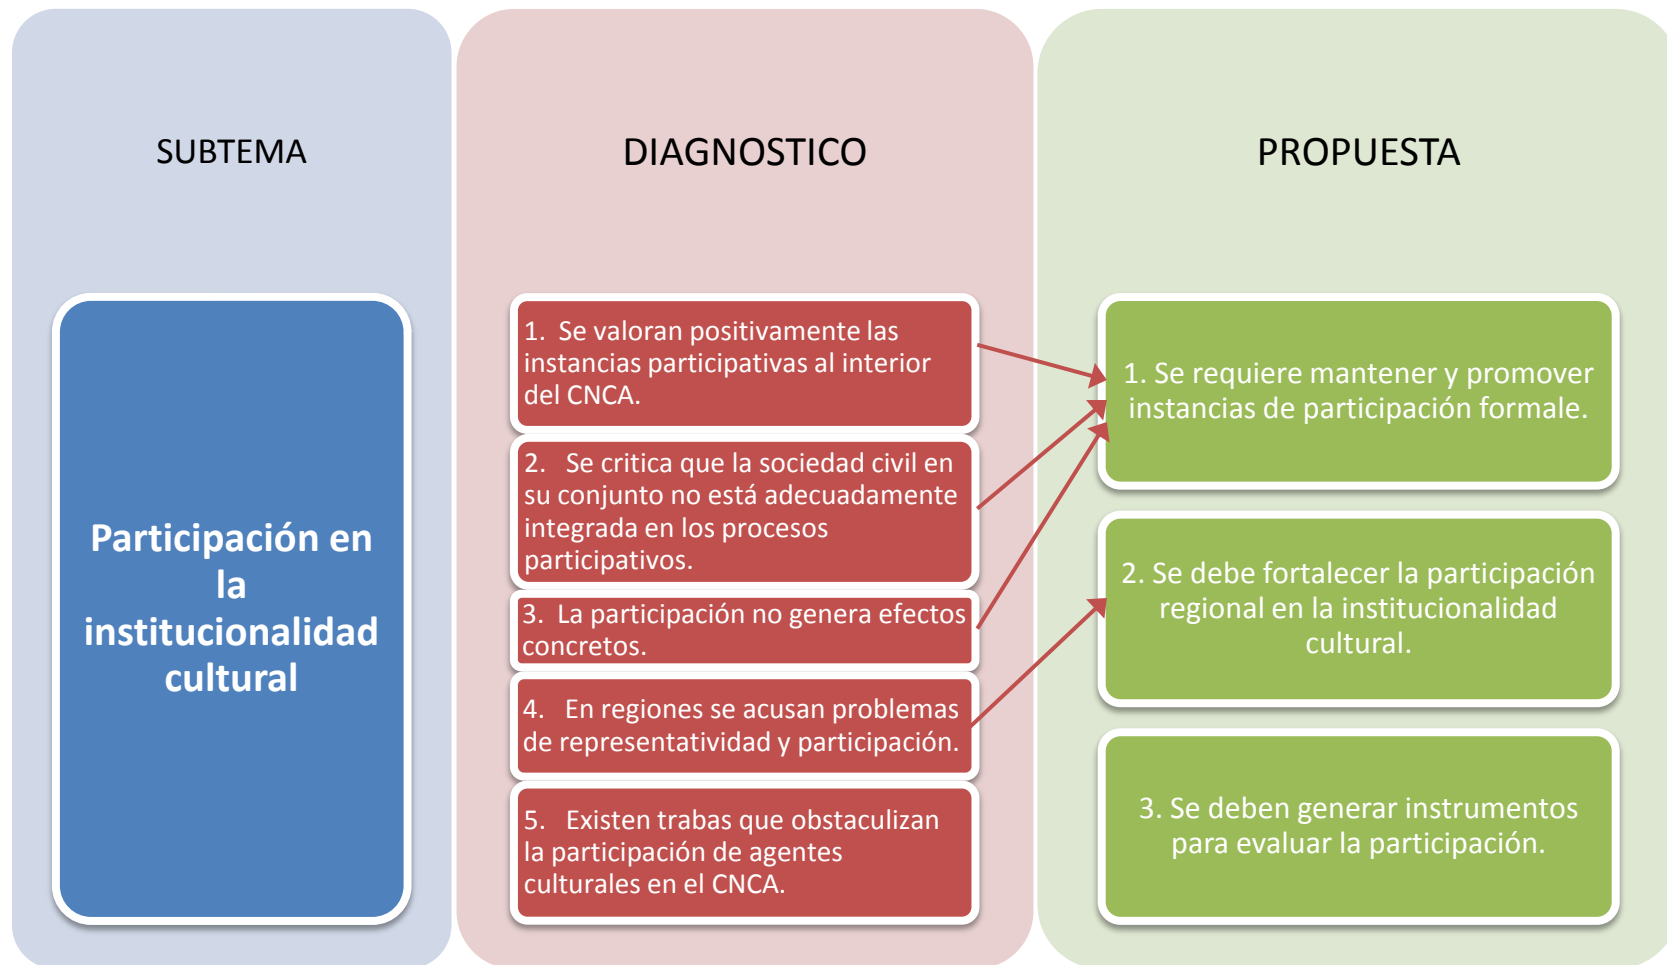 SUBTEMA
DIAGNOSTICO
PROPUESTA
Participación en
la
institucionalidad
cultural
1. Se valoran positivamente las
instancias participativas al interior
del CNCA.
2. Se critica que la sociedad civil en
su conjunto no está adecuadamente
integrada en los procesos
participativos.
3. La participación no genera efectos
concretos.
4. En regiones se acusan problemas
de representatividad y participación.
5. Existen trabas que obstaculizan
la participación de agentes
culturales en el CNCA.
1. Se requiere mantener y promover
instancias de participación formale.
2. Se debe fortalecer la participación
regional en la institucionalidad
cultural.
3. Se deben generar instrumentos
para evaluar la participación.